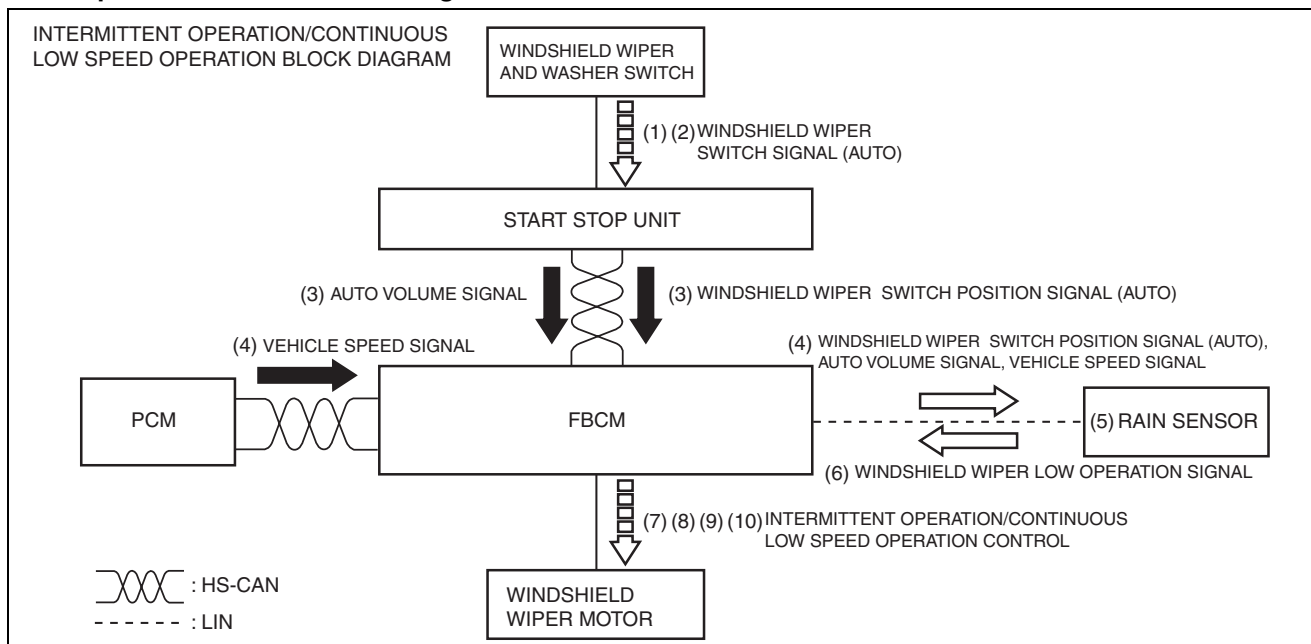 INTERMITTENT OPERATION/CONTINUOUS
LOW SPEED OPERATION BLOCK DIAGRAM
WINDSHIELD WIPER
AND WASHER SWITCH
(1) (2) WINDSHIELD WIPER
SWITCH SIGNAL (AUTO)
START STOP UNIT
(3) AUTO VOLUME SIGNAL
(3) WINDSHIELD WIPER SWITCH POSITION SIGNAL (AUTO)
(4) VEHICLE SPEED SIGNAL
(4) WINDSHIELD WIPER SWITCH POSITION SIGNAL (AUTO),
AUTO VOLUME SIGNAL, VEHICLE SPEED SIGNAL
PCM
FBCM
(5) RAIN SENSOR
(6) WINDSHIELD WIPER LOW OPERATION SIGNAL
(7) (8) (9) (10) INTERMITTENT OPERATION/CONTINUOUS
LOW SPEED OPERATION CONTROL
WINDSHIELD
WIPER MOTOR
: HS-CAN
: LIN